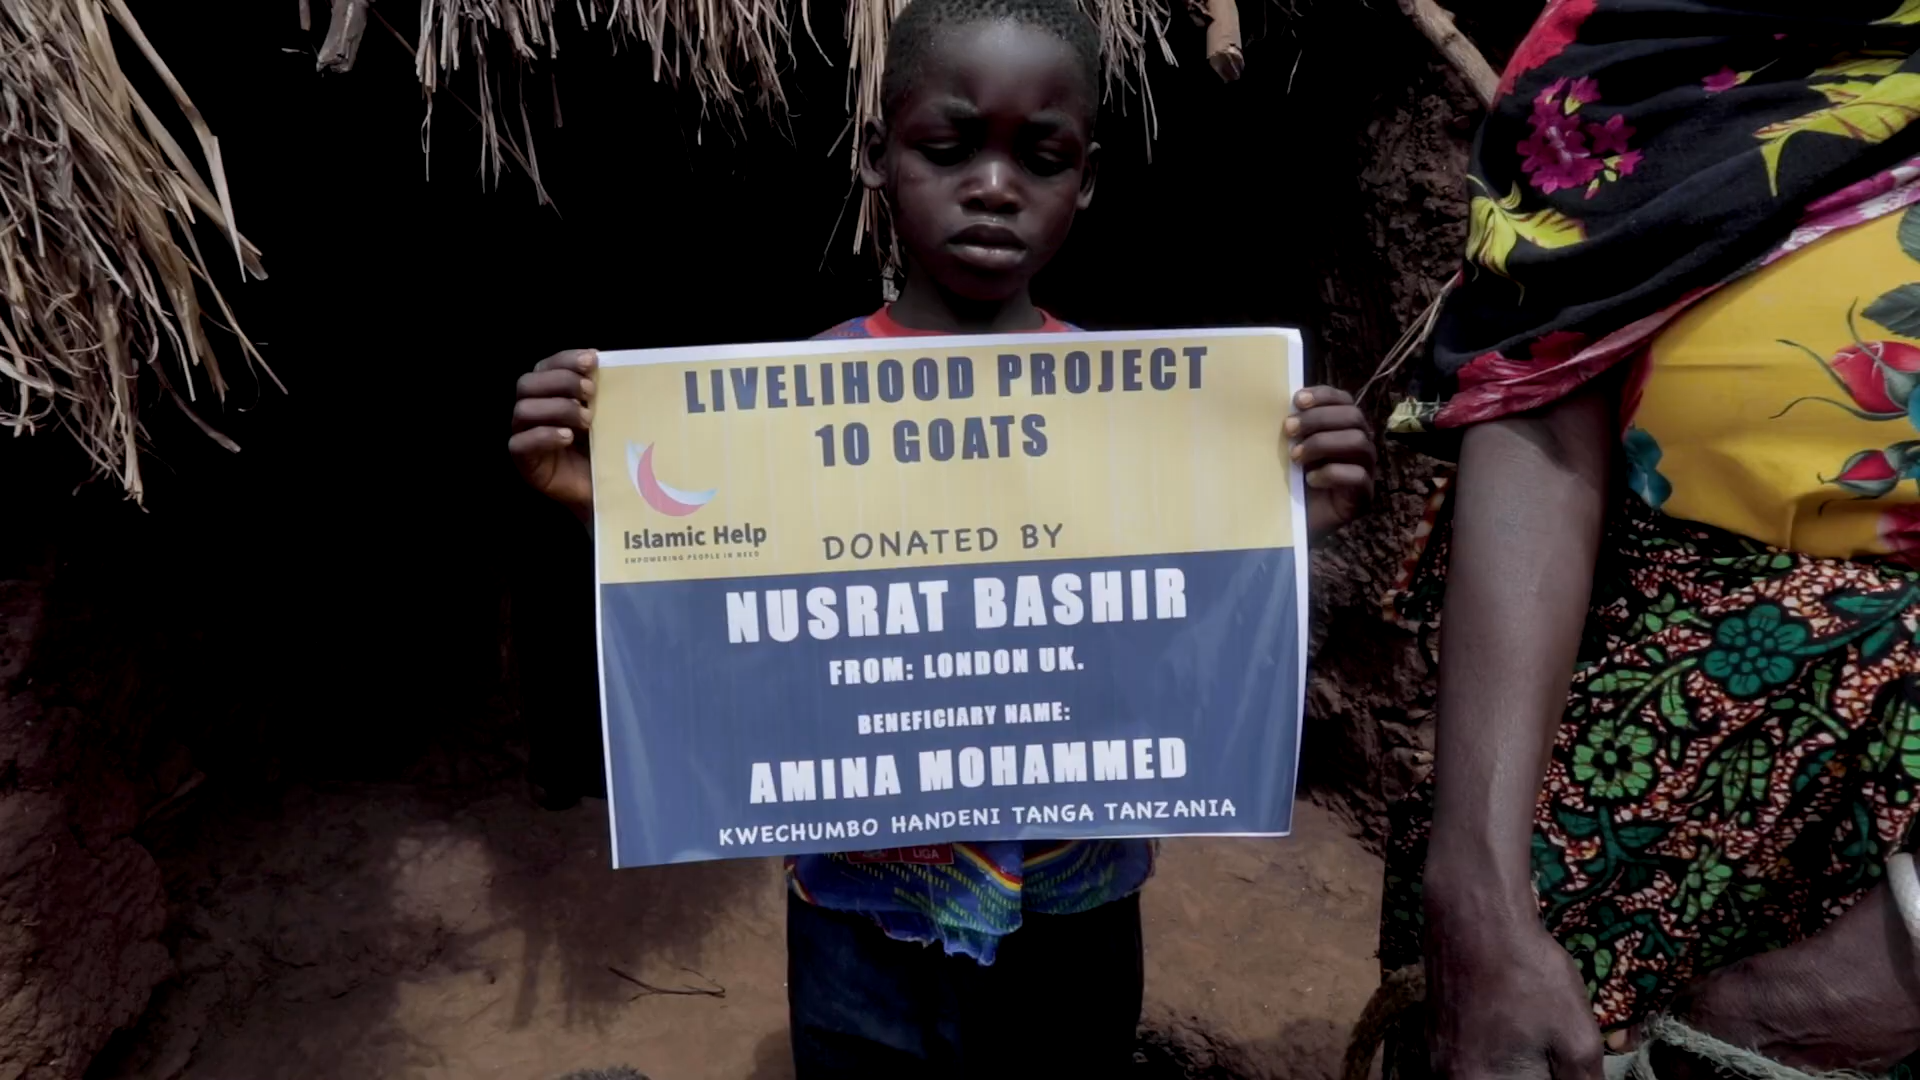 LIVELIHOOD PROJECT
10 GOATS
Islamic Help
EMPOWERING PEOPLE IN NEED
DONATED BY
NUSRAT BASHIR
FROM: LONDON UK.
BENEFICIARY NAME:
AMINA MOHAMMED
KWECHUMBO HANDENI TANGA TANZANIA
LIGA